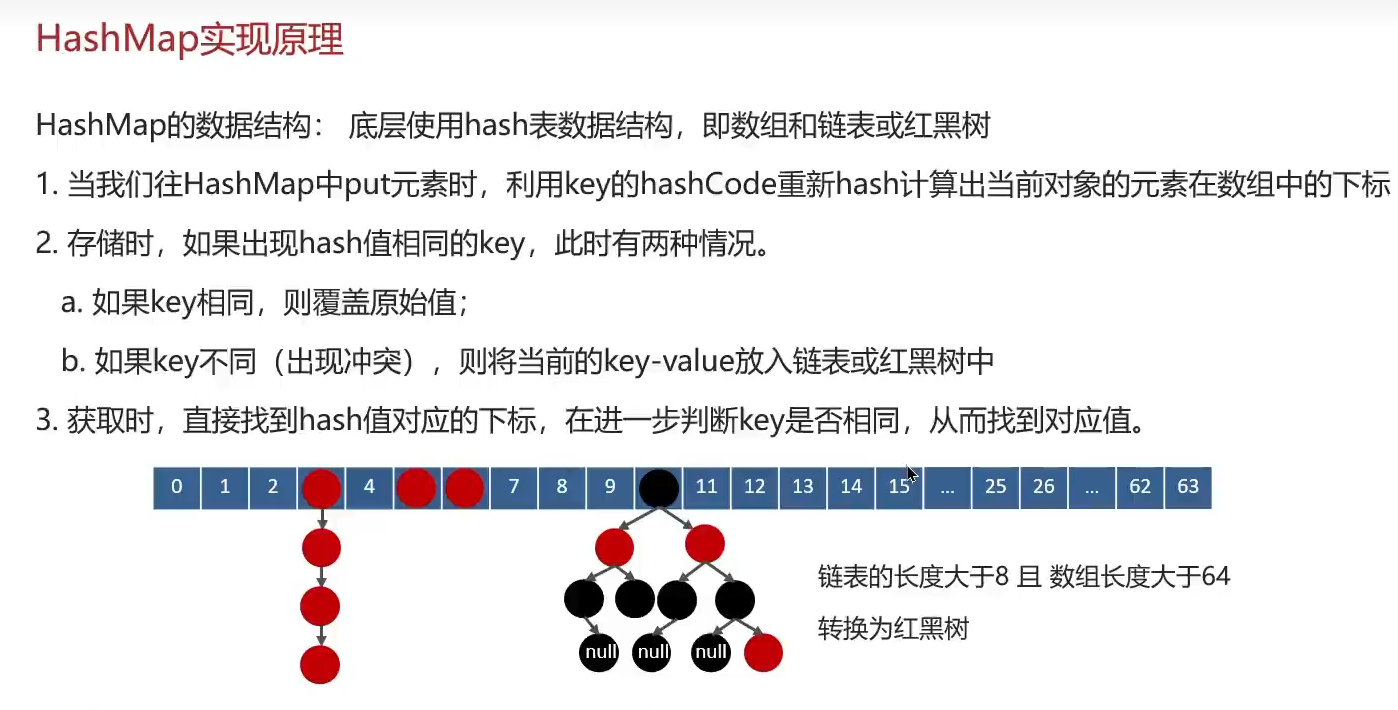 HashMap实现原理
HashMap的数据结构： 底层使用hash表数据结构，即数组和链表或红黑树
1. 当我们往HashMap中put元素时，利用key的hashCode重新hash计算出当前对象的元素在数组中的下标
2. 存储时，如果出现hash值相同的key，此时有两种情况。
a. 如果key相同，则覆盖原始值；
b. 如果key不同（出现冲突），则将当前的key-value放入链表或红黑树中
3. 获取时，直接找到hash值对应的下标，在进一步判断key是否相同，从而找到对应值。
0 1 2 4 7 8 9 11 12 13 14 15 ... 25 26 ... 62 63
链表的长度大于8 且 数组长度大于64
转换为红黑树
null null null